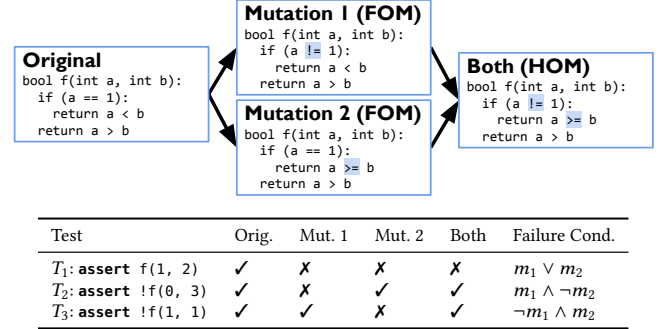 Original
bool f(int a, int b):
  if (a == 1):
    return a < b
  return a > b
Mutation 1 (FOM)
bool f(int a, int b):
  if (a != 1):
    return a < b
  return a > b
Mutation 2 (FOM)
bool f(int a, int b):
  if (a == 1):
    return a >= b
  return a > b
Both (HOM)
bool f(int a, int b):
  if (a != 1):
    return a >= b
  return a > b
Test Orig. Mut. 1 Mut. 2 Both Failure Cond.
T₁: assert f(1, 2) ✓ ✗ ✗ ✗ m₁ ∨ m₂
T₂: assert !f(0, 3) ✓ ✗ ✓ ✓ m₁ ∧ ¬m₂
T₃: assert !f(1, 1) ✓ ✓ ✗ ✓ ¬m₁ ∧ m₂